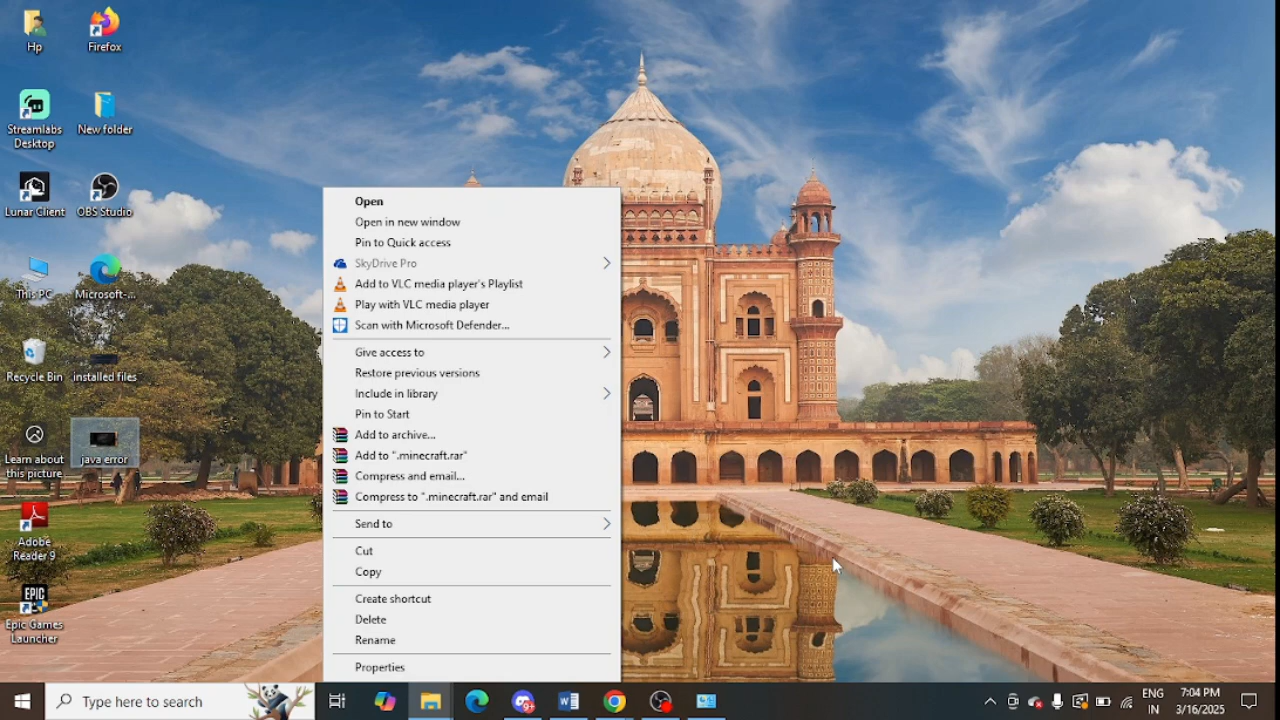 Hp
Firefox
Streamlabs
Desktop
New folder
Lunar Client
OBS Studio
This PC
Microsoft-...
Recycle Bin
installed files
Learn about
this picture
java error
Adobe
Reader 9
EPIC
Epic Games
Launcher
Open
Open in new window
Pin to Quick access
SkyDrive Pro
Add to VLC media player's Playlist
Play with VLC media player
Scan with Microsoft Defender...
Give access to
Restore previous versions
Include in library
Pin to Start
Add to archive...
Add to ".minecraft.rar"
Compress and email...
Compress to ".minecraft.rar" and email
Send to
Cut
Copy
Create shortcut
Delete
Rename
Properties
Type here to search
9+
ENG
IN
7:04 PM
3/16/2025